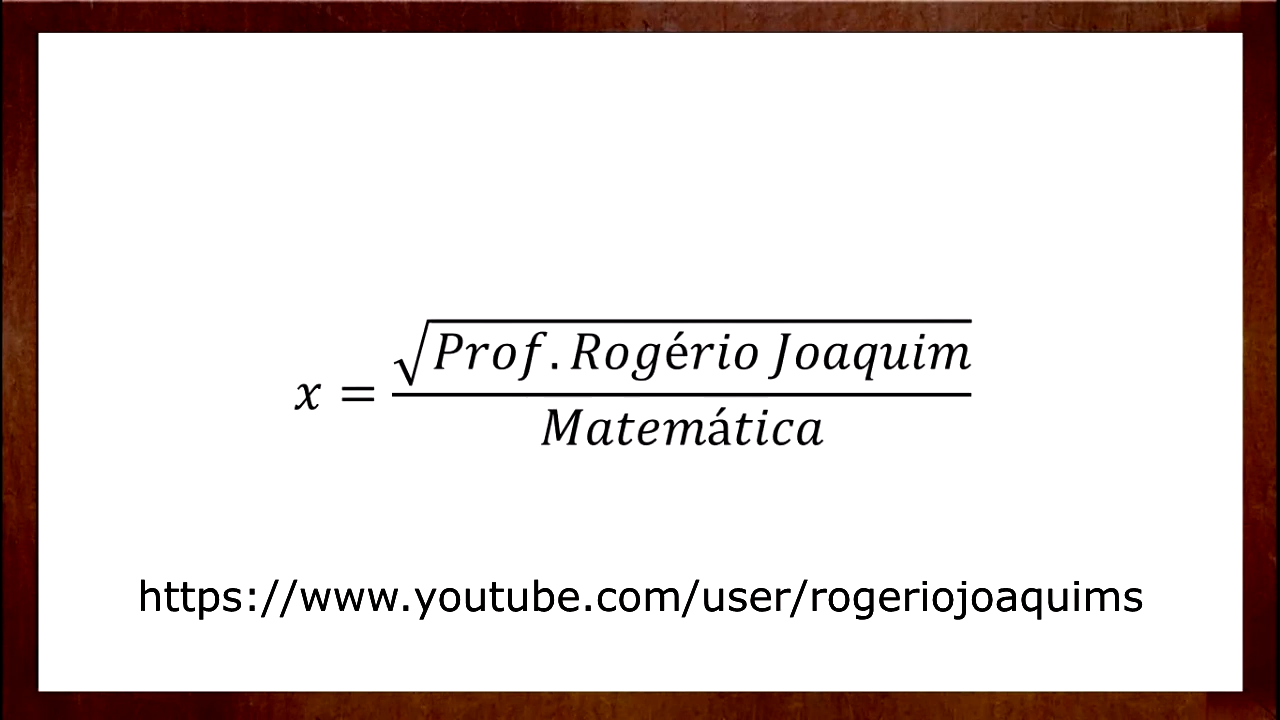 x = √Prof. Rogério Joaquim
Matemática
https://www.youtube.com/user/rogeriojoaquims